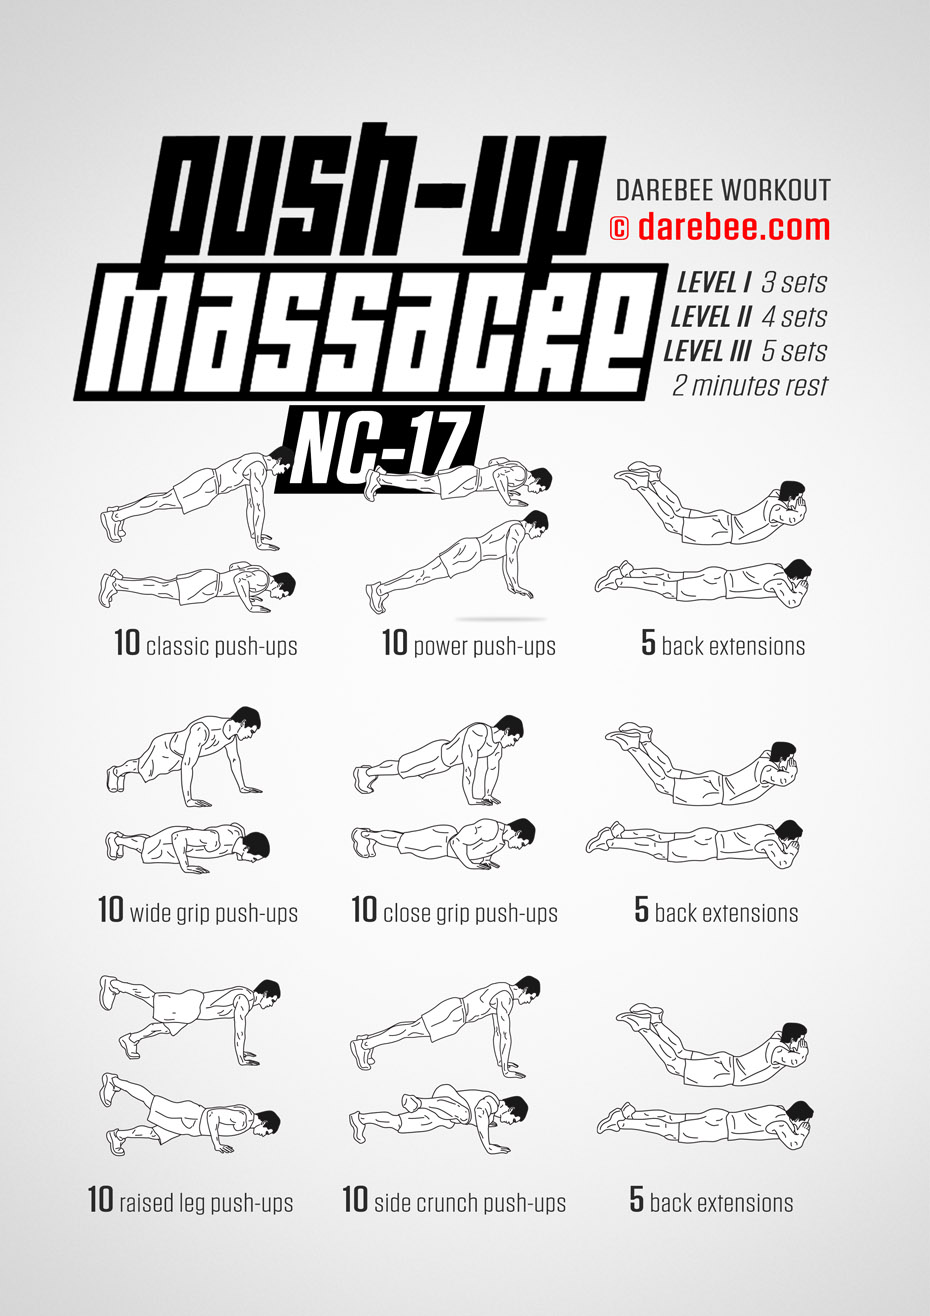 push-up
massacre
NC-17
DAREBEE WORKOUT
© darebee.com
LEVEL I 3 sets
LEVEL II 4 sets
LEVEL III 5 sets
2 minutes rest
10 classic push-ups
10 power push-ups
5 back extensions
10 wide grip push-ups
10 close grip push-ups
5 back extensions
10 raised leg push-ups
10 side crunch push-ups
5 back extensions